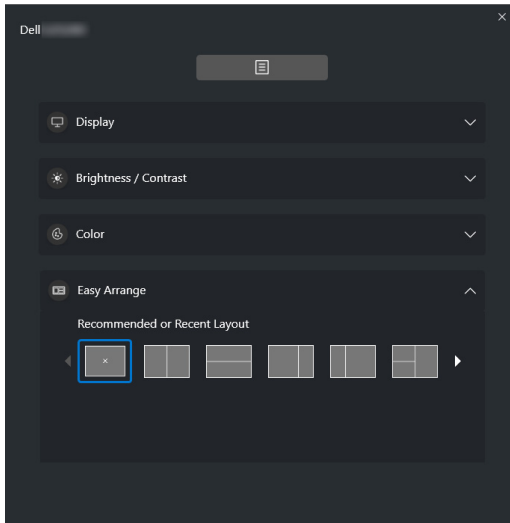 Dell
Display
Brightness / Contrast
Color
Easy Arrange
Recommended or Recent Layout